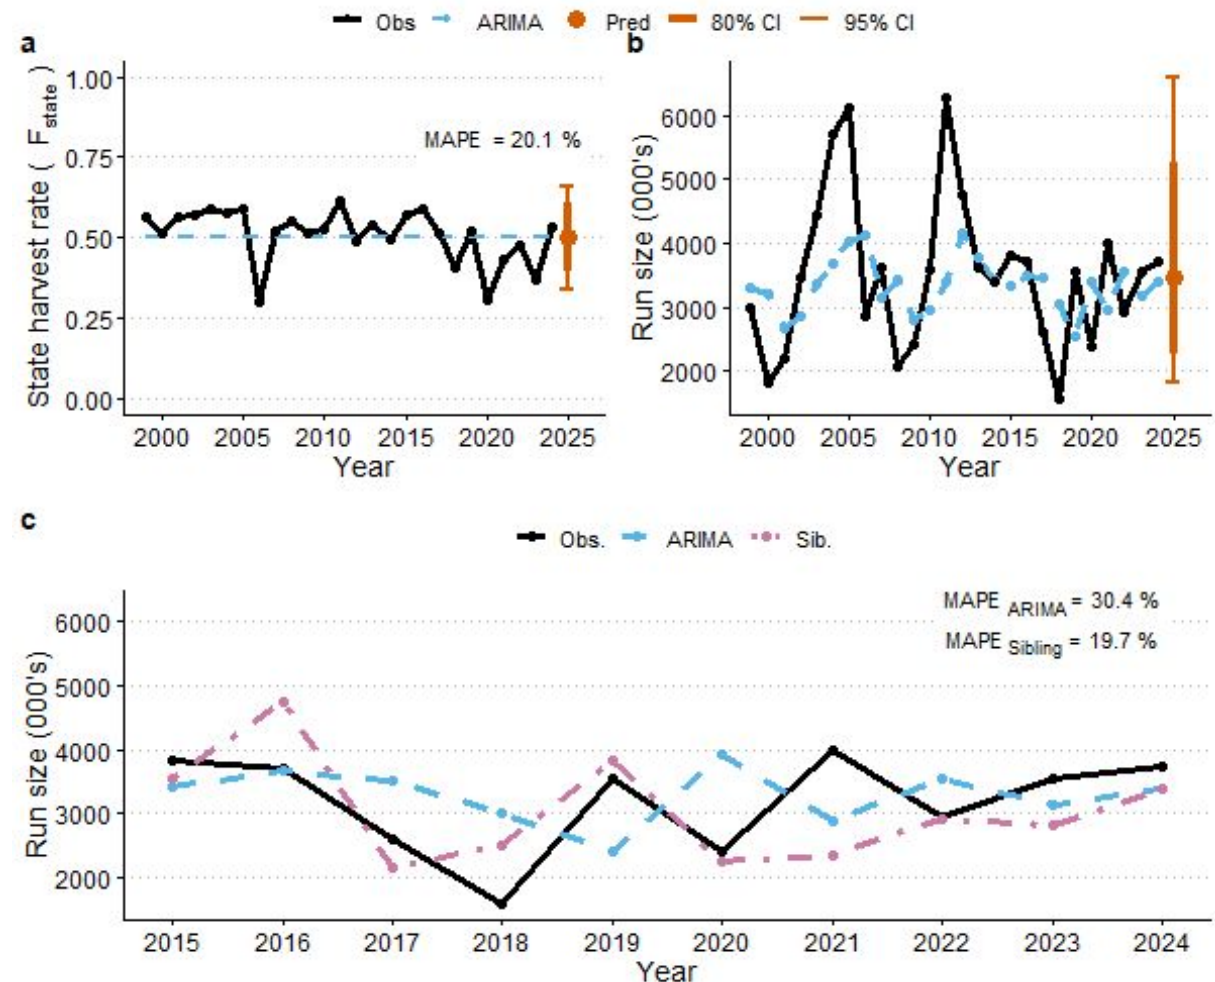 Obs ARIMA Pred 80% CI 95% CI
a
State harvest rate ( F state )
1.00
0.75
0.50
0.25
0.00
MAPE = 20.1 %
2000 2005 2010 2015 2020 2025
Year
b
Run size (000's)
6000
5000
4000
3000
2000
2000 2005 2010 2015 2020 2025
Year
c
Obs. ARIMA Sib.
Run size (000's)
6000
5000
4000
3000
2000
MAPE ARIMA = 30.4 %
MAPE Sibling = 19.7 %
2015 2016 2017 2018 2019 2020 2021 2022 2023 2024
Year